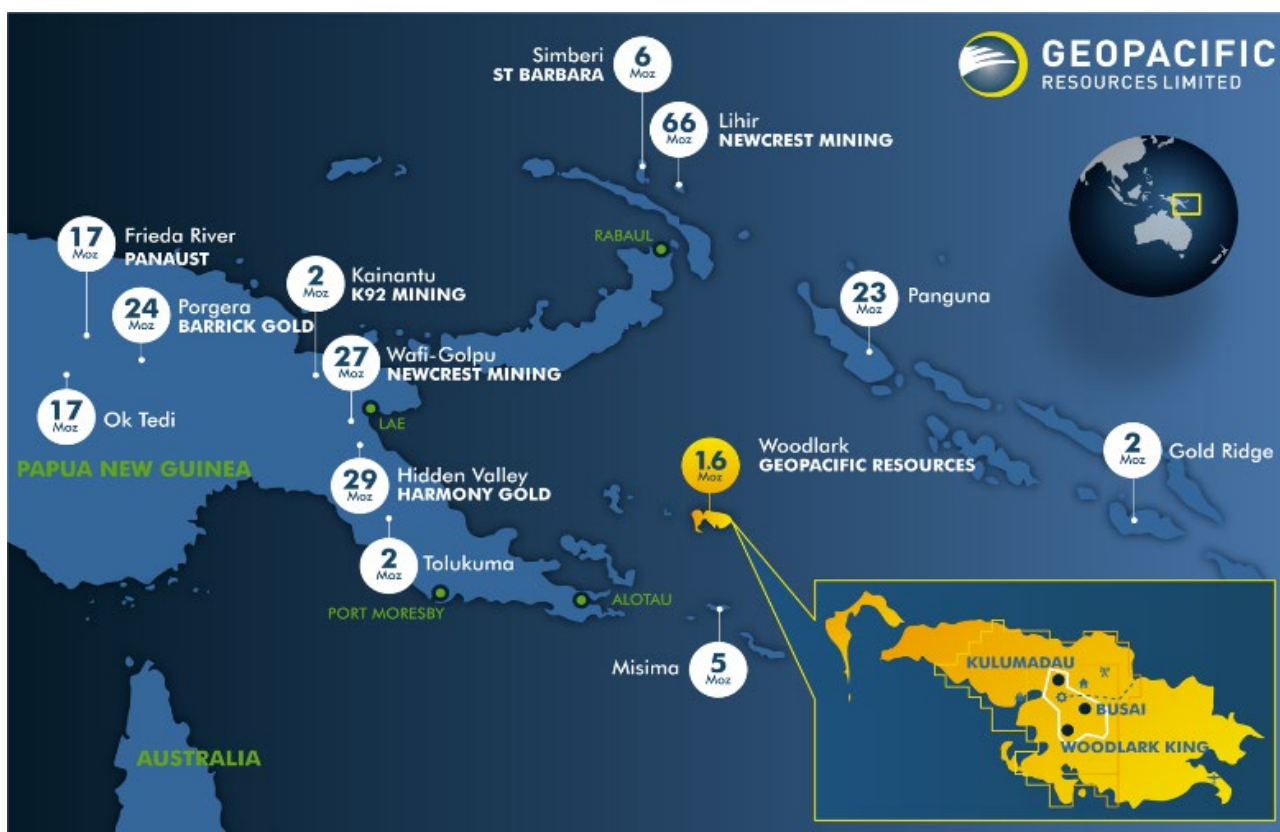 GEOPACIFIC
RESOURCES LIMITED
Simberi
ST BARBARA
6
Moz
66
Moz
Lihir
NEWCREST MINING
17
Moz
Frieda River
PANAUST
24
Moz
Porgera
BARRICK GOLD
2
Moz
Kainantu
K92 MINING
RABAUL
23
Moz
Panguna
27
Moz
Wafi-Golpu
NEWCREST MINING
17
Moz
Ok Tedi
LAE
PAPUA NEW GUINEA
29
Moz
Hidden Valley
HARMONY GOLD
1.6
Moz
Woodlark
GEOPACIFIC RESOURCES
2
Moz
Gold Ridge
2
Moz
Tolukuma
PORT MORESBY
ALOTAU
Misima
5
Moz
KULUMADAU
BUSAI
WOODLARK KING
AUSTRALIA